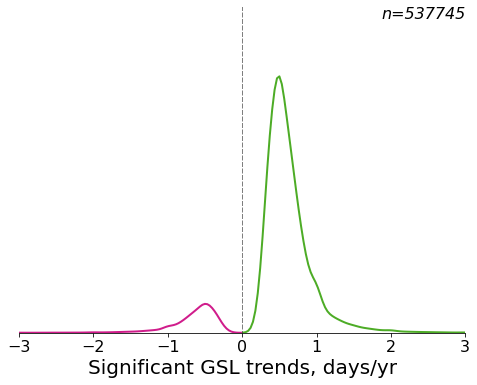 n=537745
−3 −2 −1 0 1 2 3
Significant GSL trends, days/yr